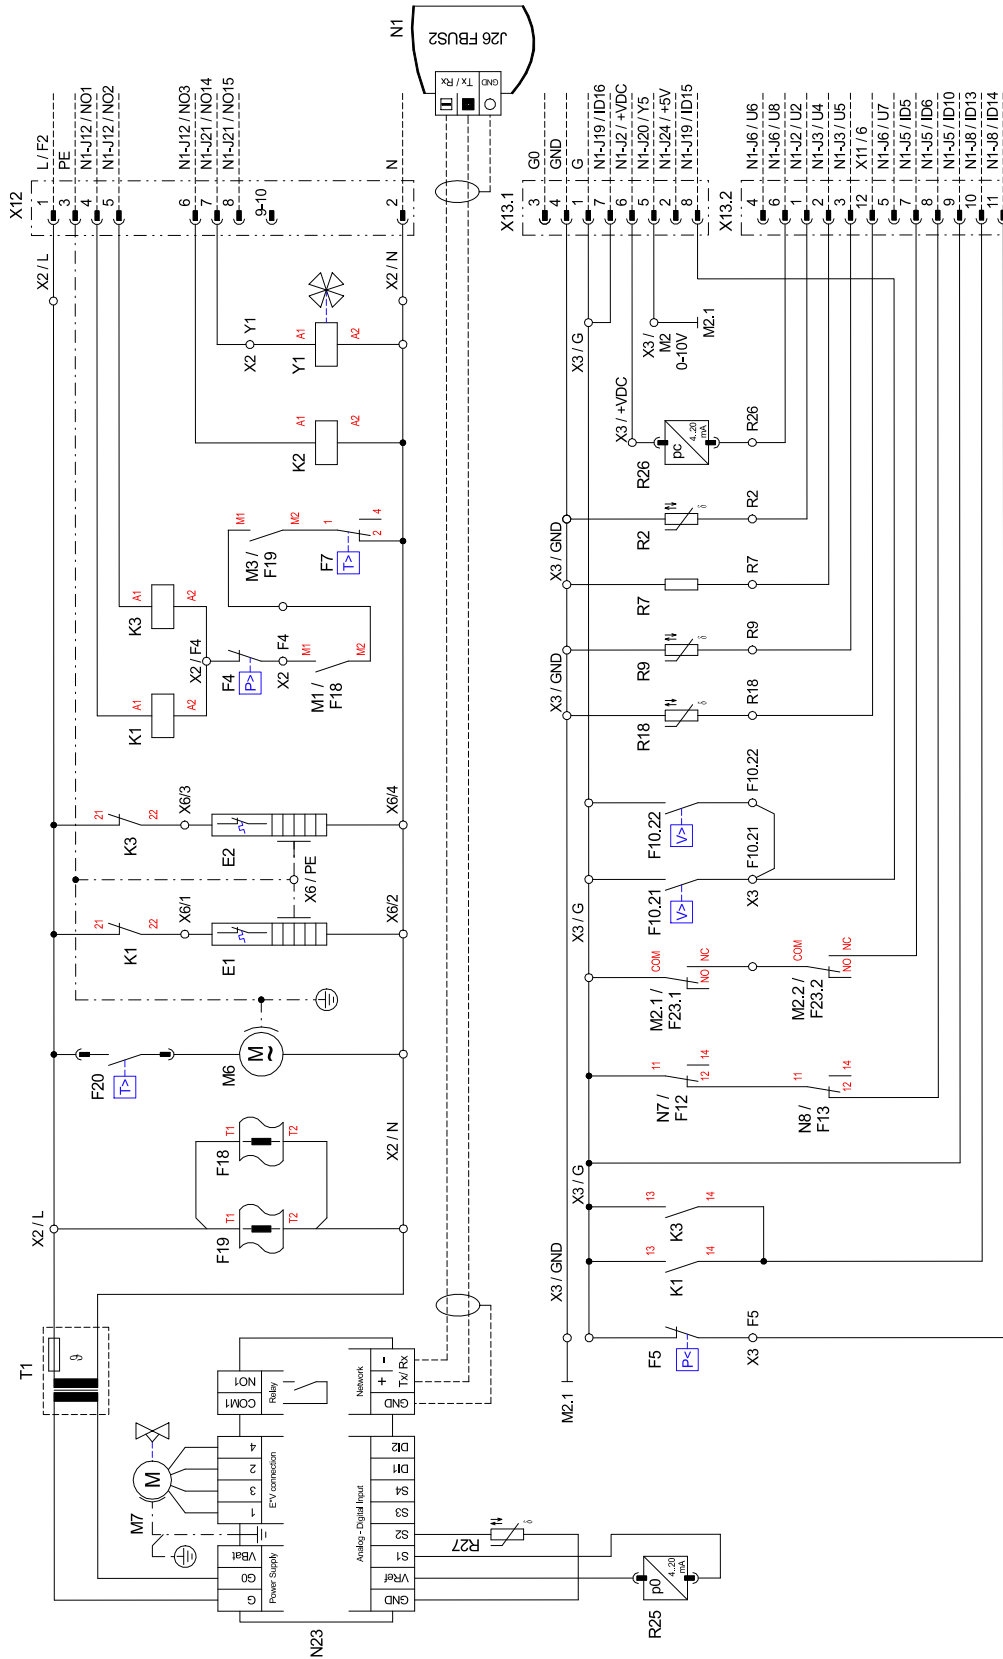 N1
J26 FBUS2
Tx / Rx
GND
X12
1
L / F2
3
PE
4
N1-J12 / NO1
5
N1-J12 / NO2
6
N1-J12 / NO3
7
N1-J21 / NO14
8
N1-J21 / NO15
9-10
2
N
X2 / L
X2 / N
X2
Y1
A1
A2
Y1
A1
A2
K2
M1
M2
M3 /
F19
1
2
4
F7
T>
A1
A2
K3
X2 / F4
F4
P>
X2
F4
M1
M2
M1 /
F18
A1
A2
K1
21
22
K3
X6/3
E2
X6/4
X6 / PE
21
22
K1
X6/1
E1
X6/2
F20
T>
M
~
M6
X2 / L
X2 / N
T1
T2
F18
T1
T2
F19
T1
ϑ
M
M7
N23
G
G0
VBat
Power Supply
1
3
2
4
E²V connection
COM1
NO1
Relay
GND
+
-
Tx / Rx
Network
GND
VRef
S1
S2
S3
S4
DI1
DI2
Analog - Digital Input
R27
δ
R25
p0
4..20
mA
X13.1
3
G0
4
GND
1
G
7
N1-J19 / ID16
6
N1-J2 / +VDC
5
N1-J20 / Y5
2
N1-J24 / +5V
8
N1-J19 / ID15
X13.2
4
N1-J6 / U6
6
N1-J6 / U8
1
N1-J2 / U2
2
N1-J3 / U4
3
N1-J3 / U5
12
X11 / 6
5
N1-J6 / U7
7
N1-J5 / ID5
8
N1-J5 / ID6
9
N1-J5 / ID10
10
N1-J8 / ID13
11
N1-J8 / ID14
X3 / G
X3 /
M2
0-10V
M2.1
X3 / +VDC
R26
pc
4..20
mA
R26
X3 / GND
R2
δ
R2
R7
R7
X3 / GND
R9
δ
R9
R18
δ
R18
F10.22
V>
F10.22
F10.21
V>
X3
F10.21
X3 / G
COM
NO
NC
M2.1 /
F23.1
COM
NO
NC
M2.2 /
F23.2
11
12
14
N7 /
F12
11
12
14
N8 /
F13
X3 / G
13
14
K3
13
14
K1
X3 / GND
M2.1
F5
P<
X3
F5